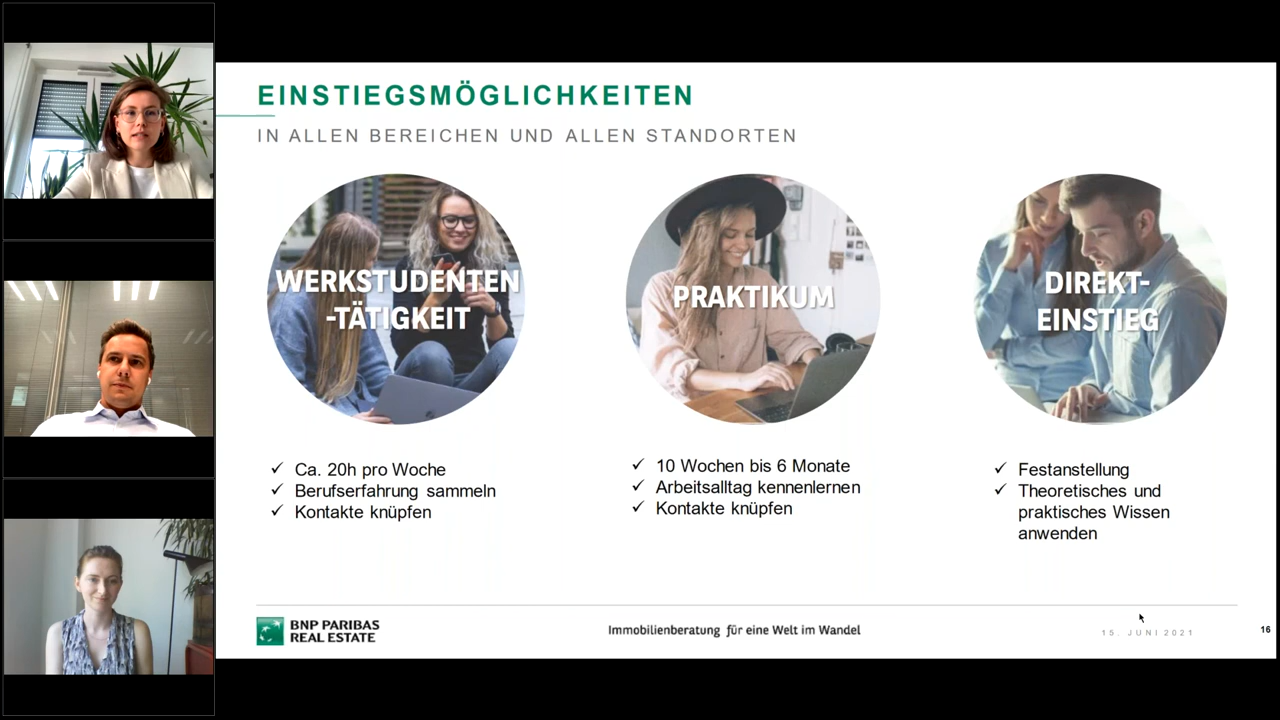 EINSTIEGSMÖGLICHKEITEN
IN ALLEN BEREICHEN UND ALLEN STANDORTEN
WERKSTUDENTEN
-TÄTIGKEIT
PRAKTIKUM
DIREKT-
EINSTIEG
✓ Ca. 20h pro Woche
✓ Berufserfahrung sammeln
✓ Kontakte knüpfen
✓ 10 Wochen bis 6 Monate
✓ Arbeitsalltag kennenlernen
✓ Kontakte knüpfen
✓ Festanstellung
✓ Theoretisches und
praktisches Wissen
anwenden
BNP PARIBAS
REAL ESTATE
Immobilienberatung für eine Welt im Wandel
15. JUNI 2021
16